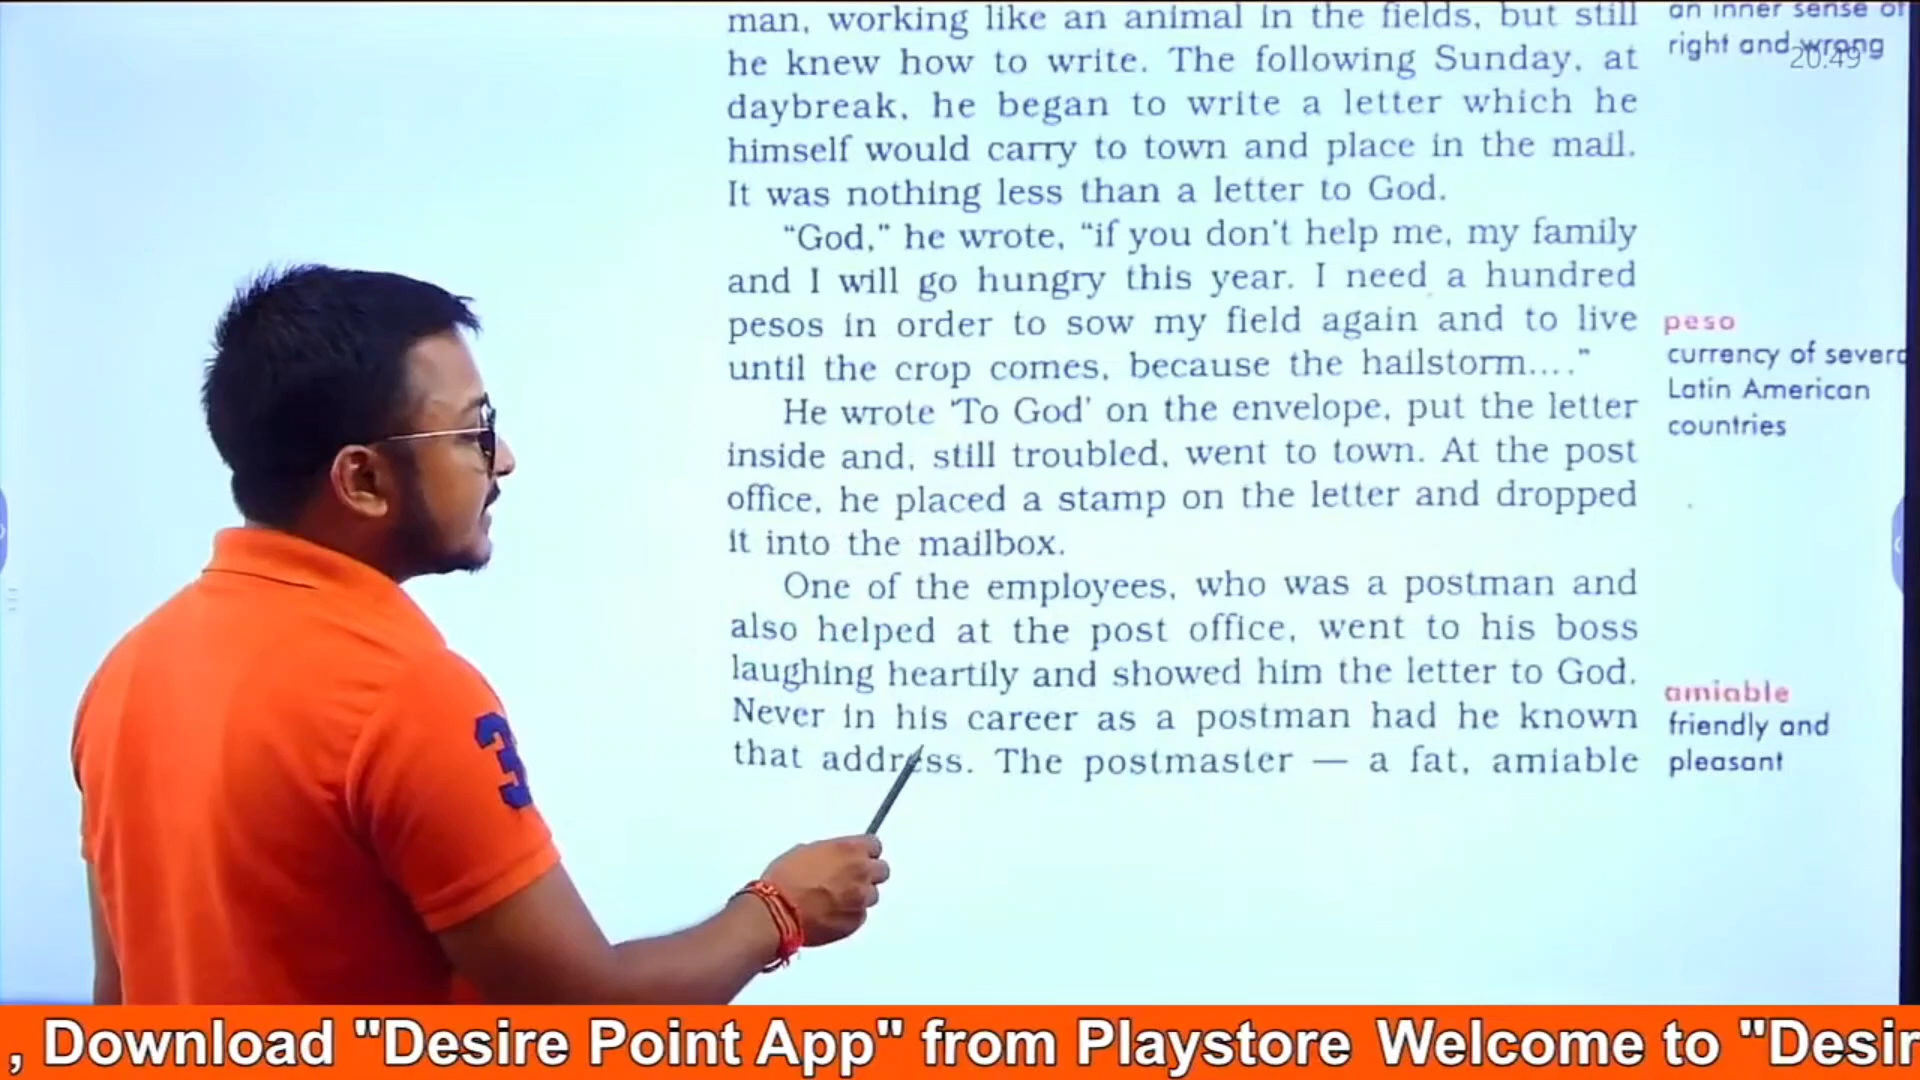 man, working like an animal in the fields, but still
he knew how to write. The following Sunday, at
daybreak, he began to write a letter which he
himself would carry to town and place in the mail.
It was nothing less than a letter to God.
“God,” he wrote, “if you don’t help me, my family
and I will go hungry this year. I need a hundred
pesos in order to sow my field again and to live
until the crop comes, because the hailstorm....”
He wrote ‘To God’ on the envelope, put the letter
inside and, still troubled, went to town. At the post
office, he placed a stamp on the letter and dropped
it into the mailbox.
One of the employees, who was a postman and
also helped at the post office, went to his boss
laughing heartily and showed him the letter to God.
Never in his career as a postman had he known
that address. The postmaster — a fat, amiable
an inner sense of
right and wrong
20:49
peso
currency of severa
Latin American
countries
amiable
friendly and
pleasant
3
, Download "Desire Point App" from Playstore Welcome to "Desir